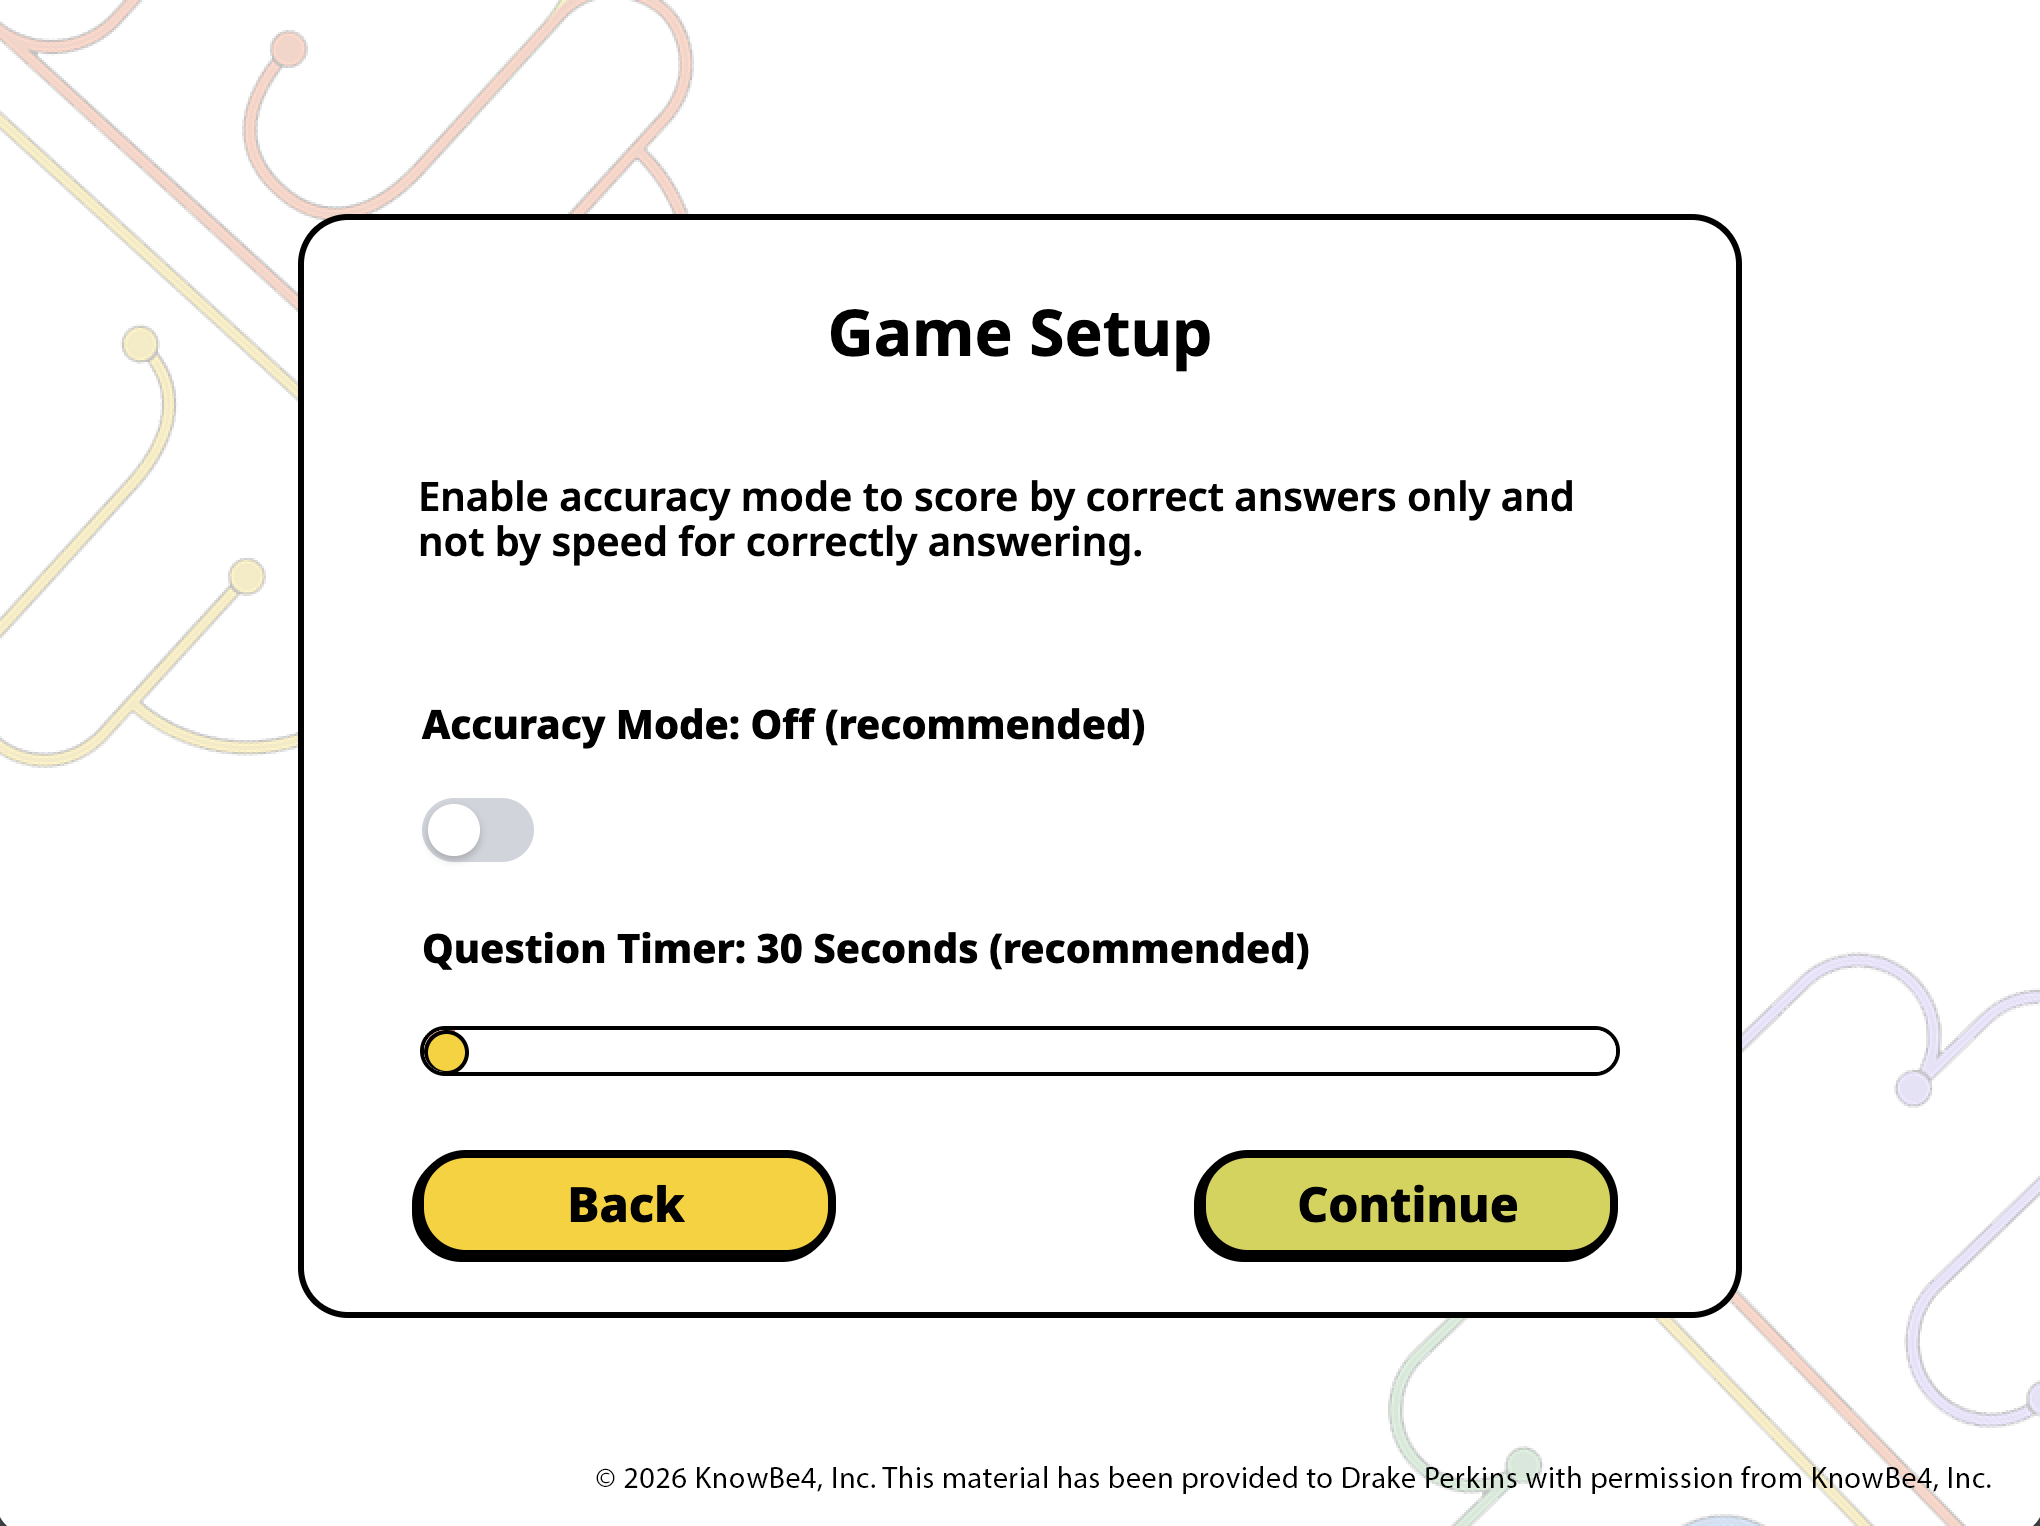 Game Setup
Enable accuracy mode to score by correct answers only and
not by speed for correctly answering.
Accuracy Mode: Off (recommended)
Question Timer: 30 Seconds (recommended)
Back
Continue
© 2026 KnowBe4, Inc. This material has been provided to Drake Perkins with permission from KnowBe4, Inc.